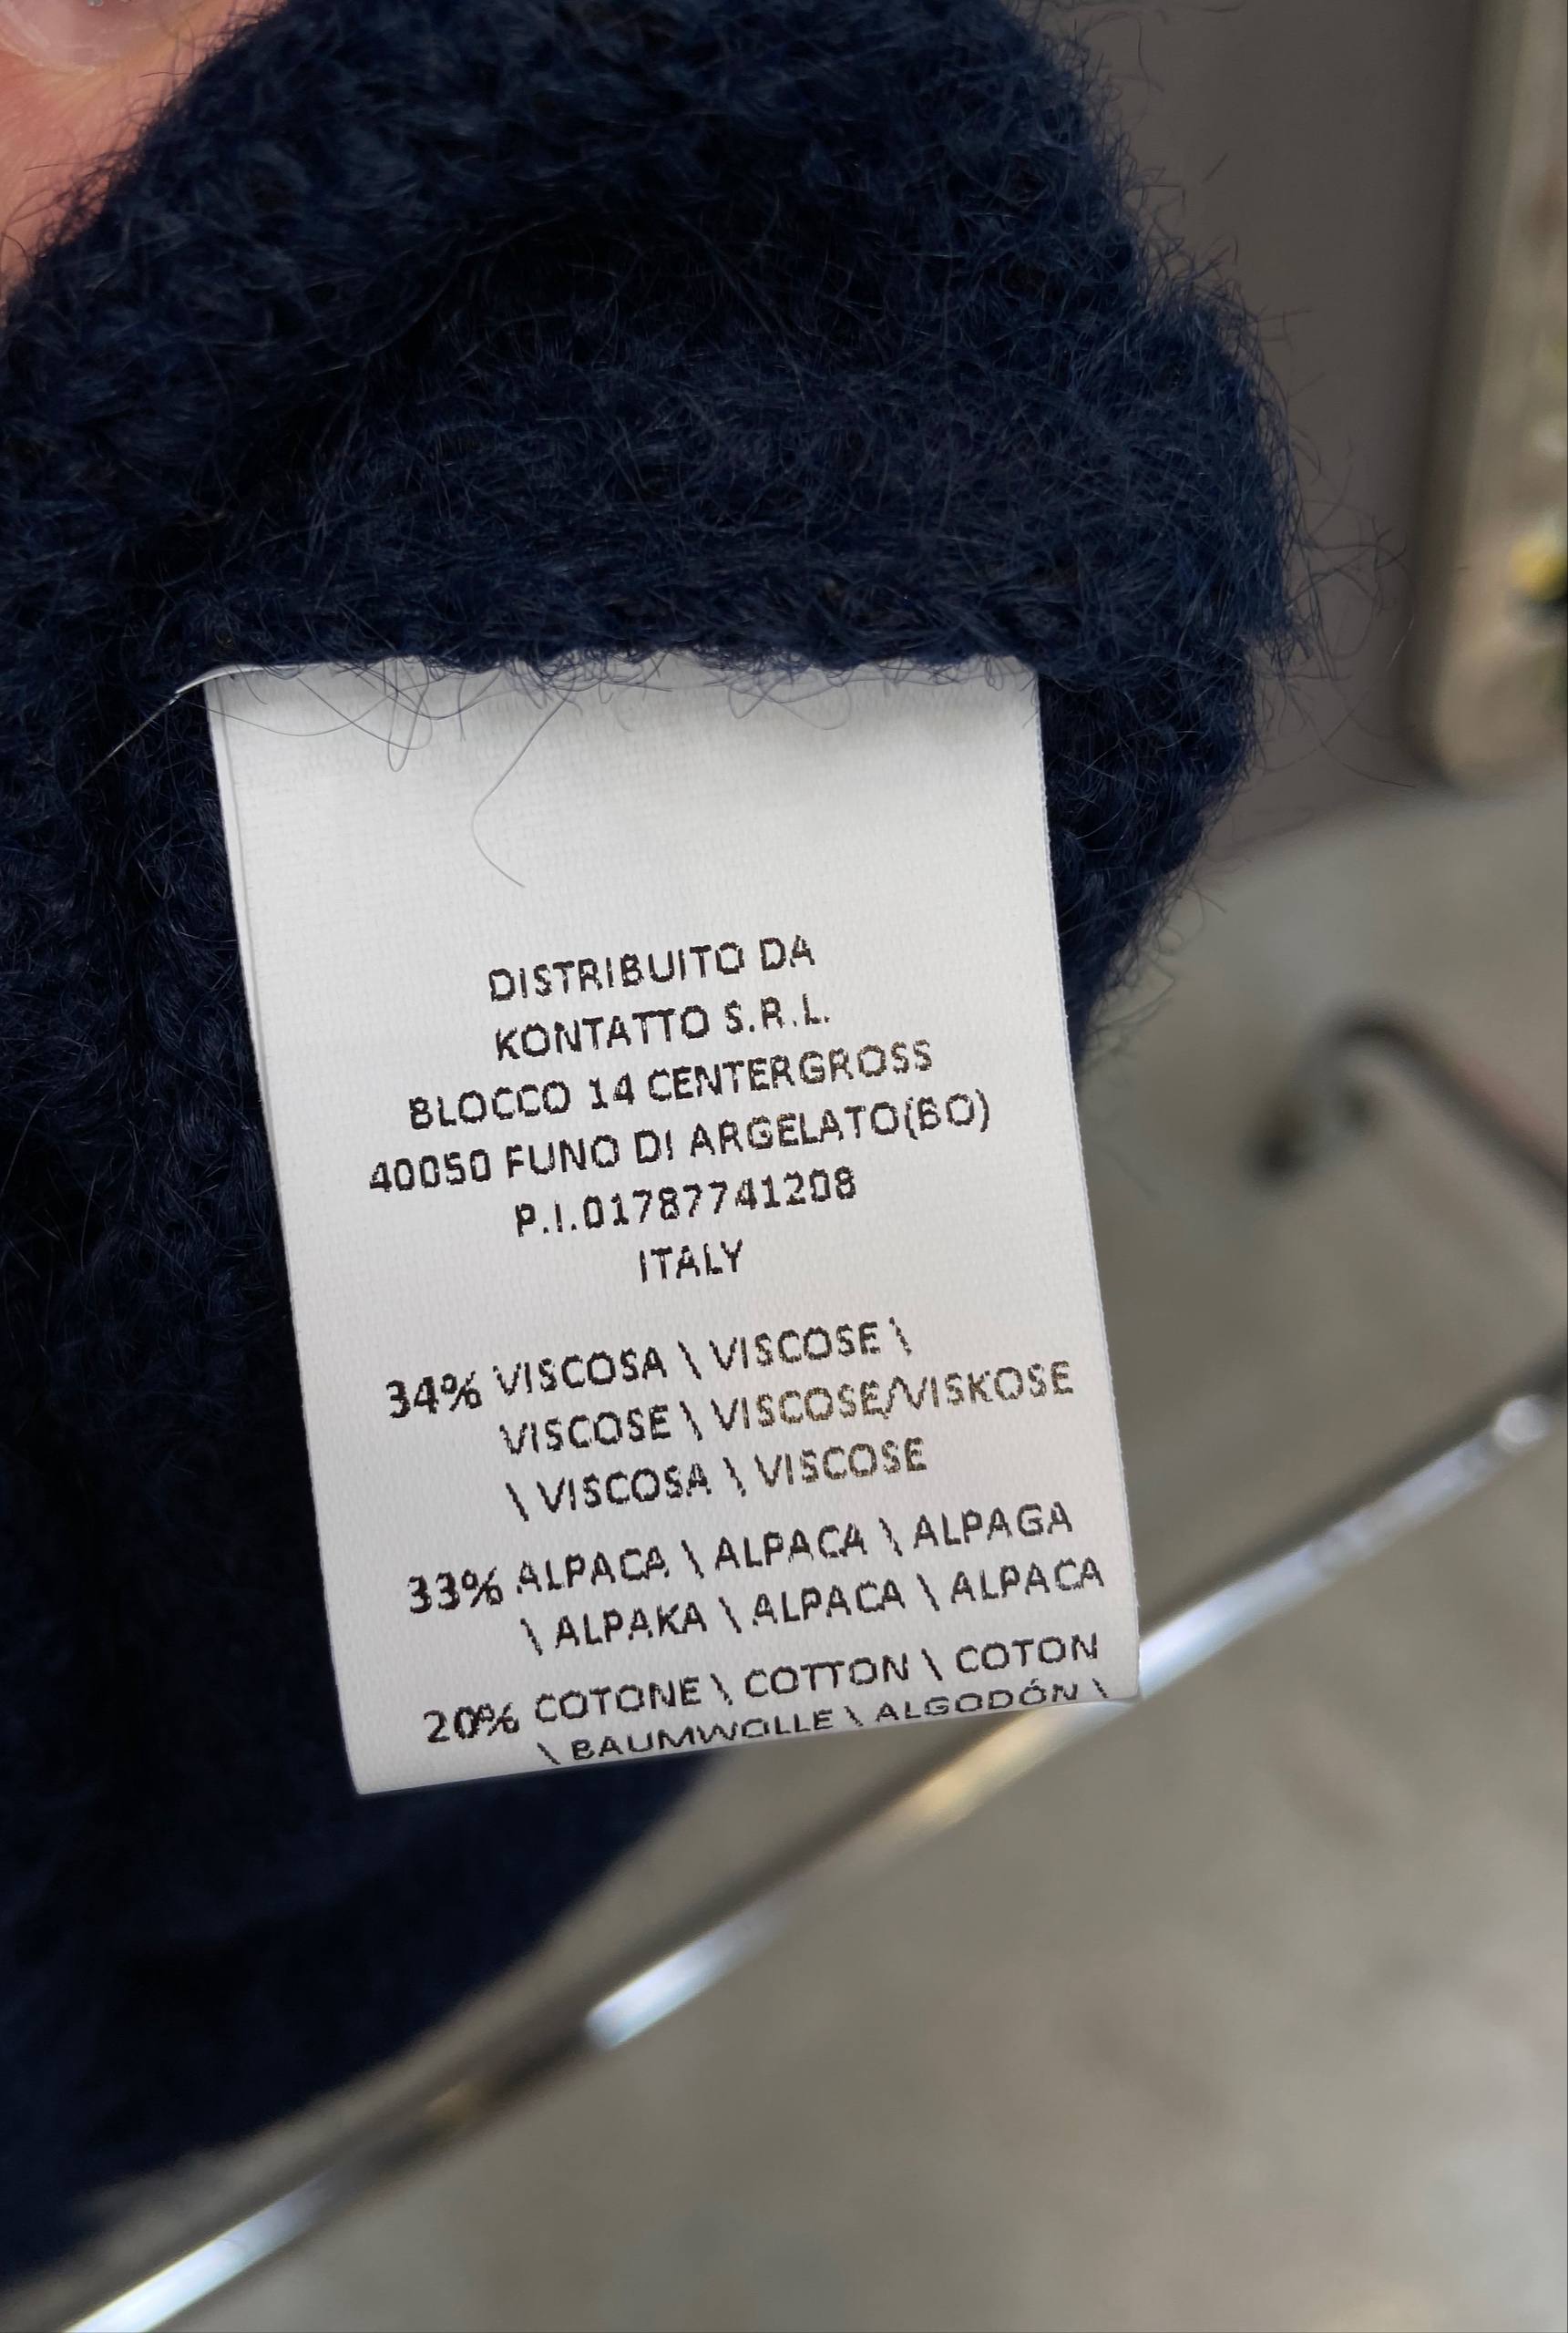 DISTRIBUITO DA
KONTATTO S.R.L.
BLOCCO 14 CENTERGROSS
40050 FUNO DI ARGELATO(BO)
P.I.01787741208
ITALY
34% VISCOSA \ VISCOSE \
VISCOSE \ VISCOSE/VISKOSE
\ VISCOSA \ VISCOSE
33% ALPACA \ ALPACA \ ALPAGA
\ ALPAKA \ ALPACA \ ALPACA
20% COTONE \ COTTON \ COTON
\ BAUMWOLLE \ ALGODÓN \